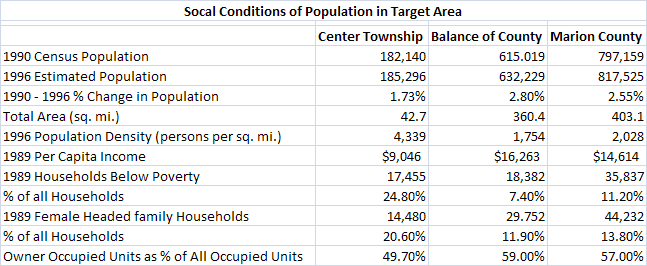 Socal Conditions of Population in Target Area
Center Township Balance of County Marion County
1990 Census Population 182,140 615.019 797,159
1996 Estimated Population 185,296 632,229 817,525
1990 - 1996 % Change in Population 1.73% 2.80% 2.55%
Total Area (sq. mi.) 42.7 360.4 403.1
1996 Population Density (persons per sq. mi.) 4,339 1,754 2,028
1989 Per Capita Income $9,046 $16,263 $14,614
1989 Households Below Poverty 17,455 18,382 35,837
% of all Households 24.80% 7.40% 11.20%
1989 Female Headed family Households 14,480 29.752 44,232
% of all Households 20.60% 11.90% 13.80%
Owner Occupied Units as % of All Occupied Units 49.70% 59.00% 57.00%